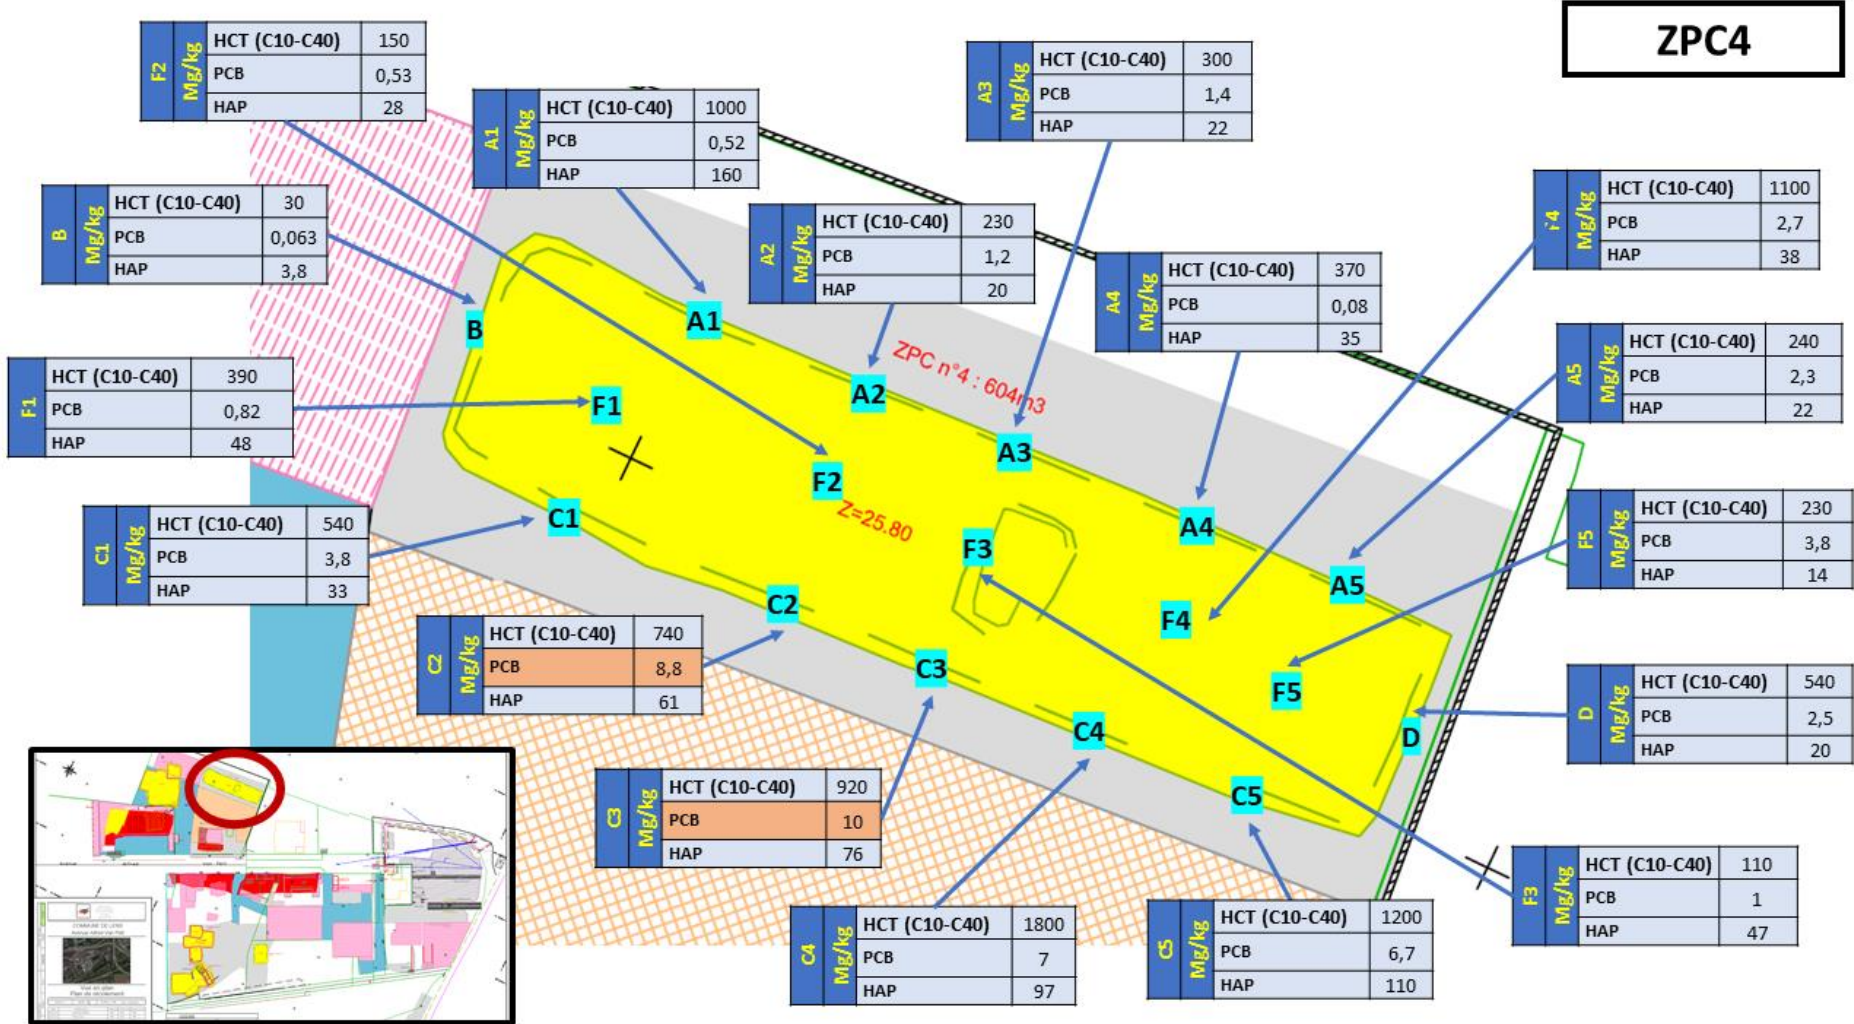 ZPC4
F2
Mg/kg
HCT (C10-C40) 150
PCB 0,53
HAP 28
A1
Mg/kg
HCT (C10-C40) 1000
PCB 0,52
HAP 160
A3
Mg/kg
HCT (C10-C40) 300
PCB 1,4
HAP 22
B
Mg/kg
HCT (C10-C40) 30
PCB 0,063
HAP 3,8
A2
Mg/kg
HCT (C10-C40) 230
PCB 1,2
HAP 20
A4
Mg/kg
HCT (C10-C40) 370
PCB 0,08
HAP 35
F4
Mg/kg
HCT (C10-C40) 1100
PCB 2,7
HAP 38
F1
HCT (C10-C40) 390
PCB 0,82
HAP 48
A5
Mg/kg
HCT (C10-C40) 240
PCB 2,3
HAP 22
C1
Mg/kg
HCT (C10-C40) 540
PCB 3,8
HAP 33
F5
Mg/kg
HCT (C10-C40) 230
PCB 3,8
HAP 14
C2
Mg/kg
HCT (C10-C40) 740
PCB 8,8
HAP 61
D
Mg/kg
HCT (C10-C40) 540
PCB 2,5
HAP 20
C3
Mg/kg
HCT (C10-C40) 920
PCB 10
HAP 76
F3
Mg/kg
HCT (C10-C40) 110
PCB 1
HAP 47
C4
Mg/kg
HCT (C10-C40) 1800
PCB 7
HAP 97
C5
Mg/kg
HCT (C10-C40) 1200
PCB 6,7
HAP 110
B
A1
A2
ZPC n°4 : 604m3
A3
F1
F2
Z=25.80
A4
C1
F3
A5
C2
F4
C3
F5
C4
D
C5
COMMUNE DE LENS